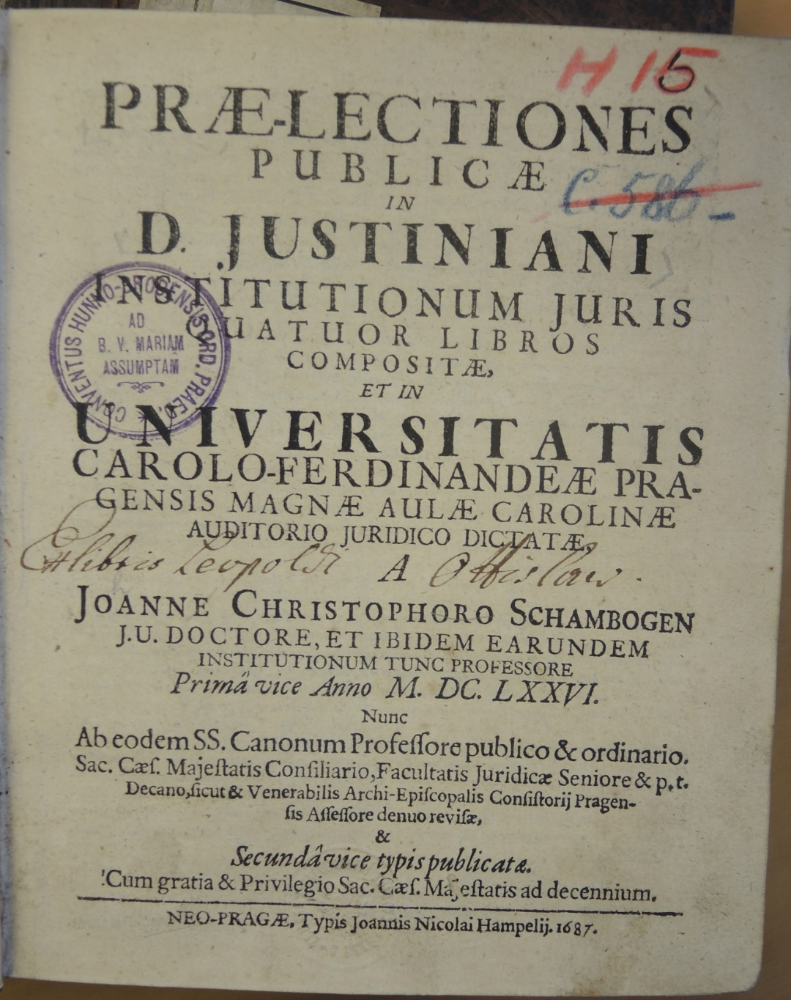 H 15
PRÆ-LECTIONES
PUBLICÆ
C. 586-
IN
D. JUSTINIANI
INSTITUTIONUM JURIS
QUATUOR LIBROS
COMPOSITÆ,
CONVENTUS HUNNO-BRODENSIS ORD. PRAED.
AD
B. V. MARIAM
ASSUMPTAM
ET IN
UNIVERSITATIS
CAROLO-FERDINANDEÆ PRA-
GENSIS MAGNÆ AULÆ CAROLINÆ
AUDITORIO JURIDICO DICTATÆ,
Ex libris Leopoldi
A
JOANNE CHRISTOPHORO SCHAMBOGEN
J.U. DOCTORE, ET IBIDEM EARUNDEM
INSTITUTIONUM TUNC PROFESSORE
Primâ vice Anno M. DC. LXXVI.
Nunc
Ab eodem SS. Canonum Profeſſore publico & ordinario.
Sac. Cæſ. Majeſtatis Conſiliario, Facultatis Juridicæ Seniore & p. t.
Decano, ſicut & Venerabilis Archi-Epiſcopalis Conſiſtorij Pragen-
ſis Aſſeſſore denuo reviſæ,
&
Secundâ vice typis publicatæ.
Cum gratia & Privilegio Sac. Cæſ. Majeſtatis ad decennium.
NEO-PRAGÆ, Typis Joannis Nicolai Hampelij. 1687.